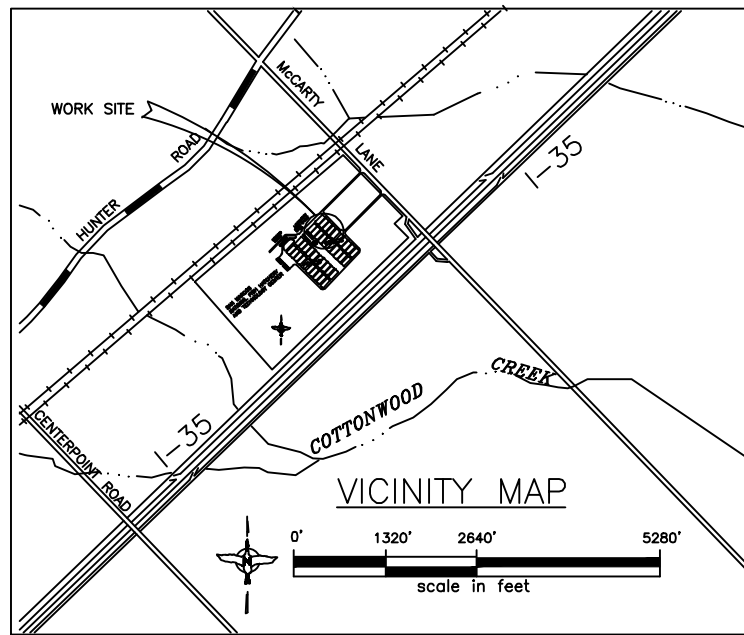 McCARTY
WORK SITE
ROAD
LANE
I-35
HUNTER
CREEK
COTTONWOOD
I-35
CENTERPOINT ROAD
VICINITY MAP
N
0' 1320' 2640' 5280'
scale in feet